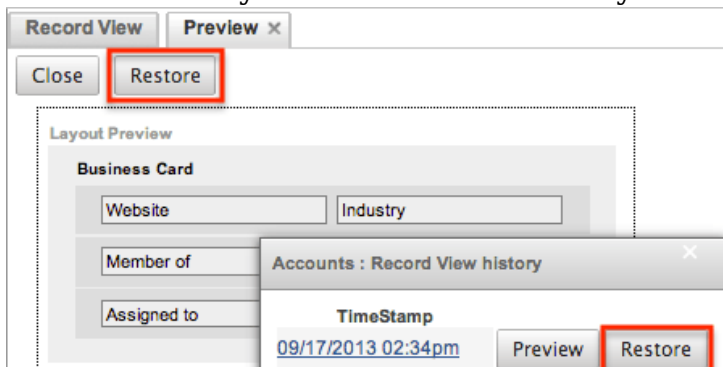 Record View Preview ×
Close Restore
Layout Preview
Business Card
Website Industry
Member of
Accounts : Record View history
Assigned to
TimeStamp
09/17/2013 02:34pm Preview Restore